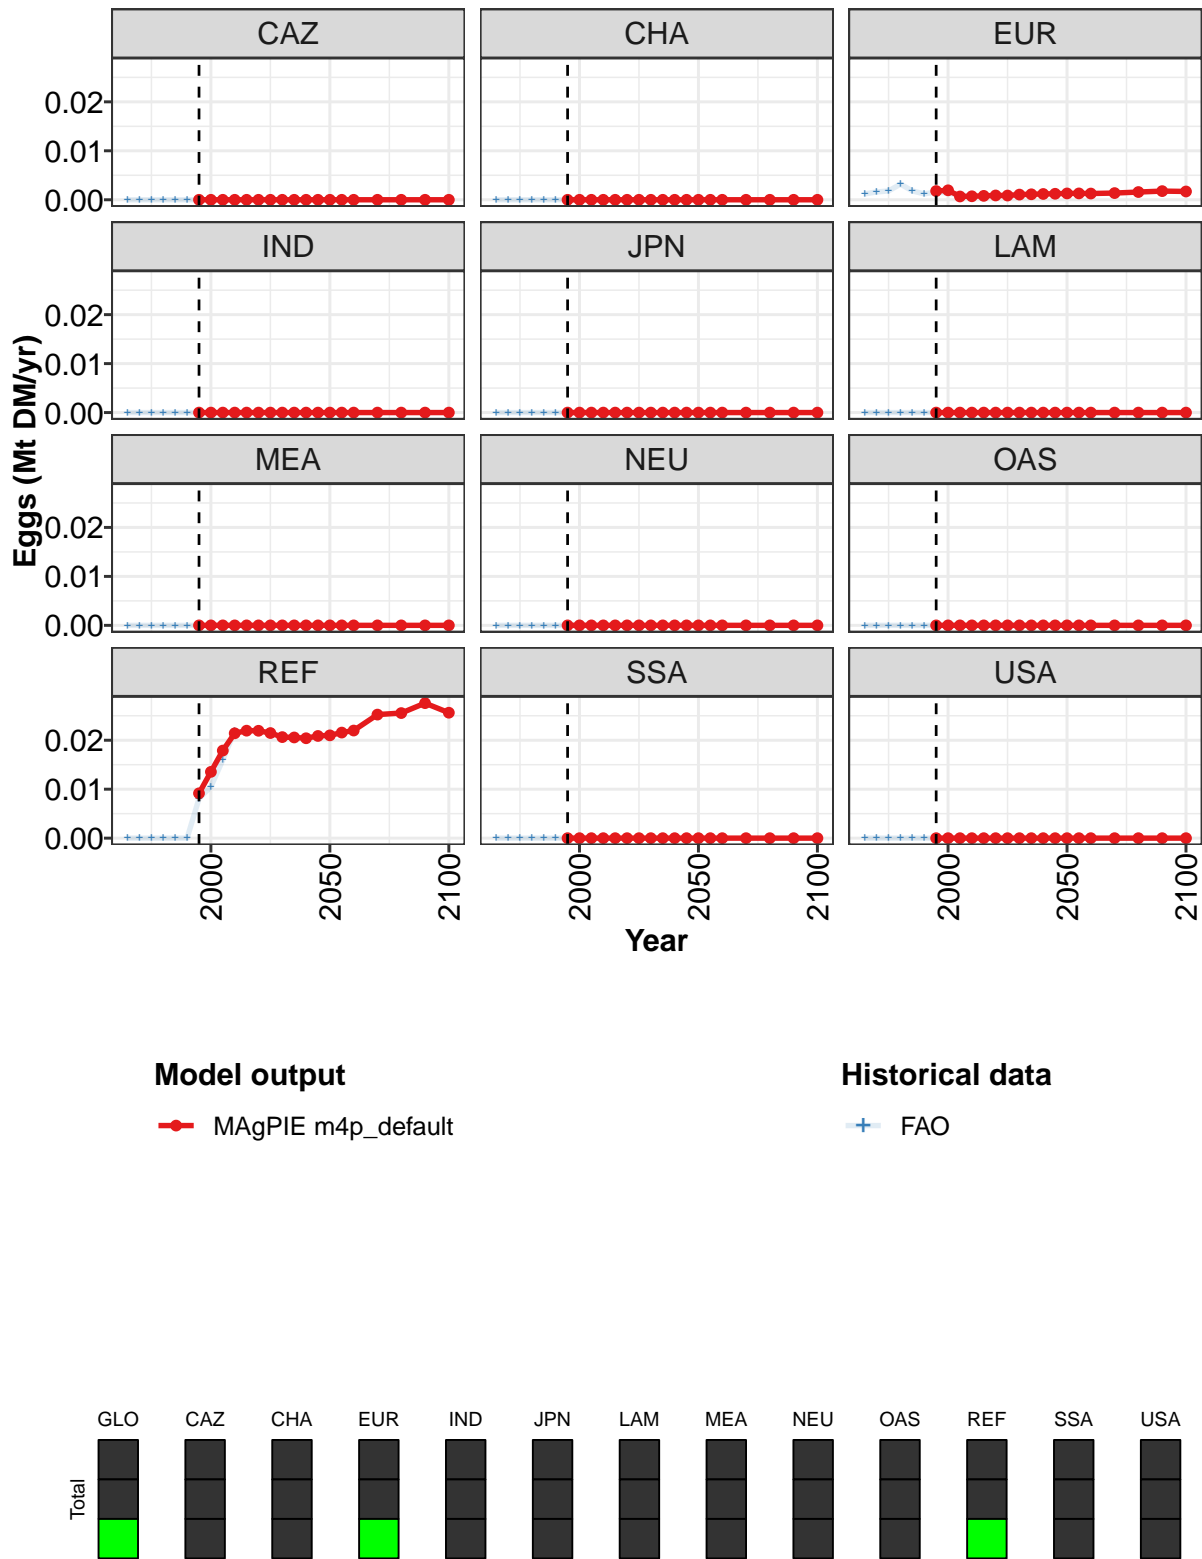 CAZ CHA EUR
0.02
0.01
0.00
IND JPN LAM
0.02
0.01
0.00
MEA NEU OAS
0.02
0.01
0.00
REF SSA USA
0.02
0.01
0.00
Eggs (Mt DM/yr)
2000 2050 2100 2000 2050 2100 2000 2050 2100
Year
Model output Historical data
MAgPIE m4p_default FAO
GLO CAZ CHA EUR IND JPN LAM MEA NEU OAS REF SSA USA
Total